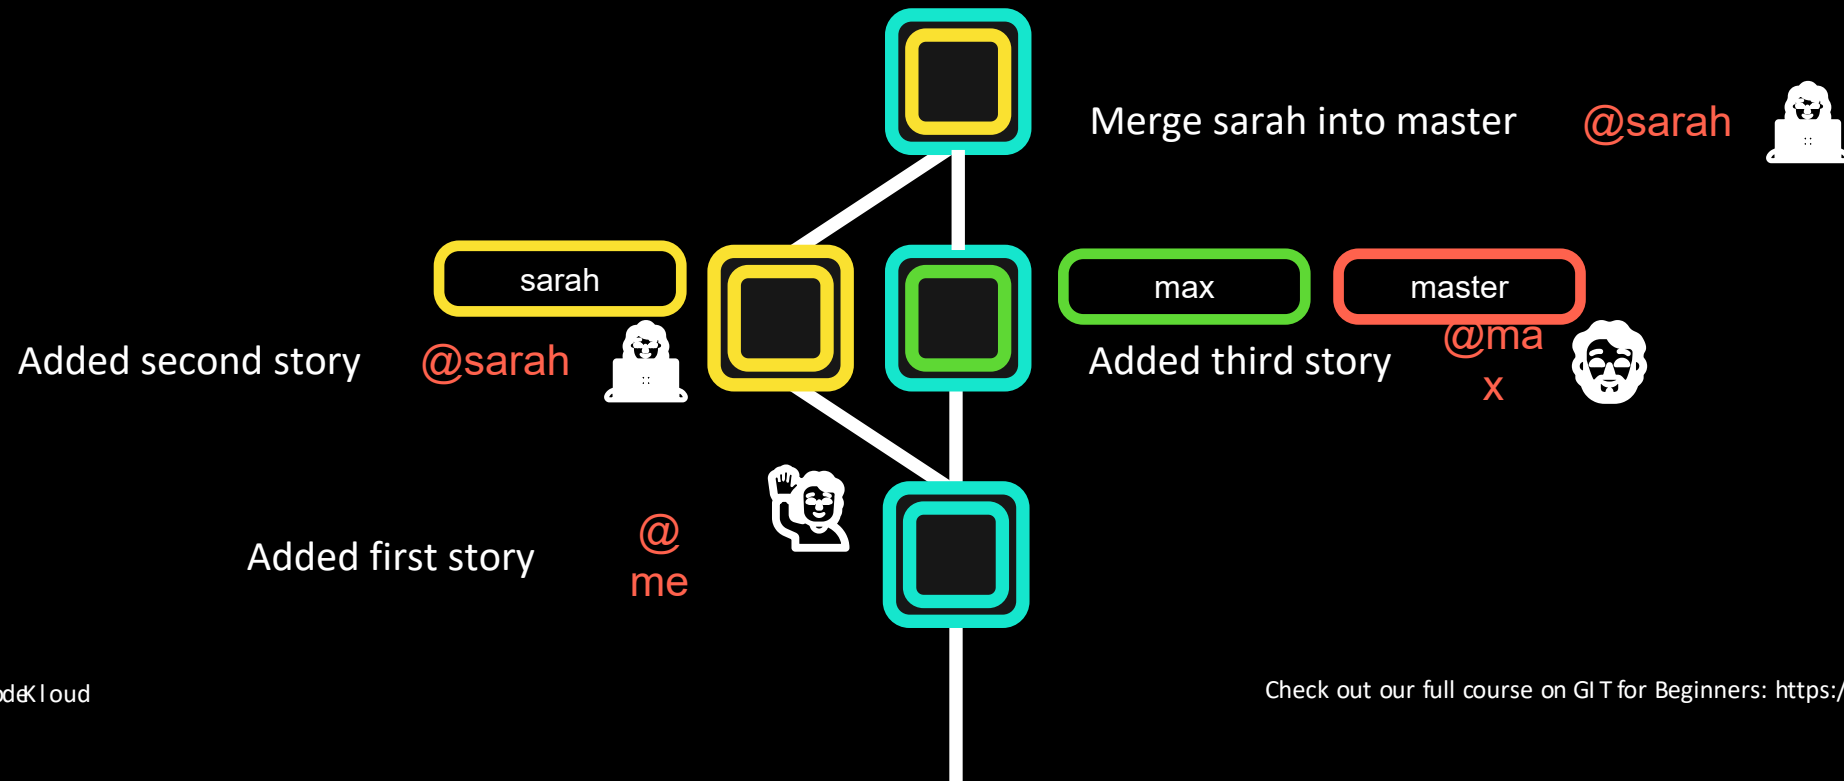 Merge sarah into master @sarah
sarah
max
master
Added second story @sarah
Added third story @ma
x
Added first story @
me
odeKloud
Check out our full course on GIT for Beginners: https:/